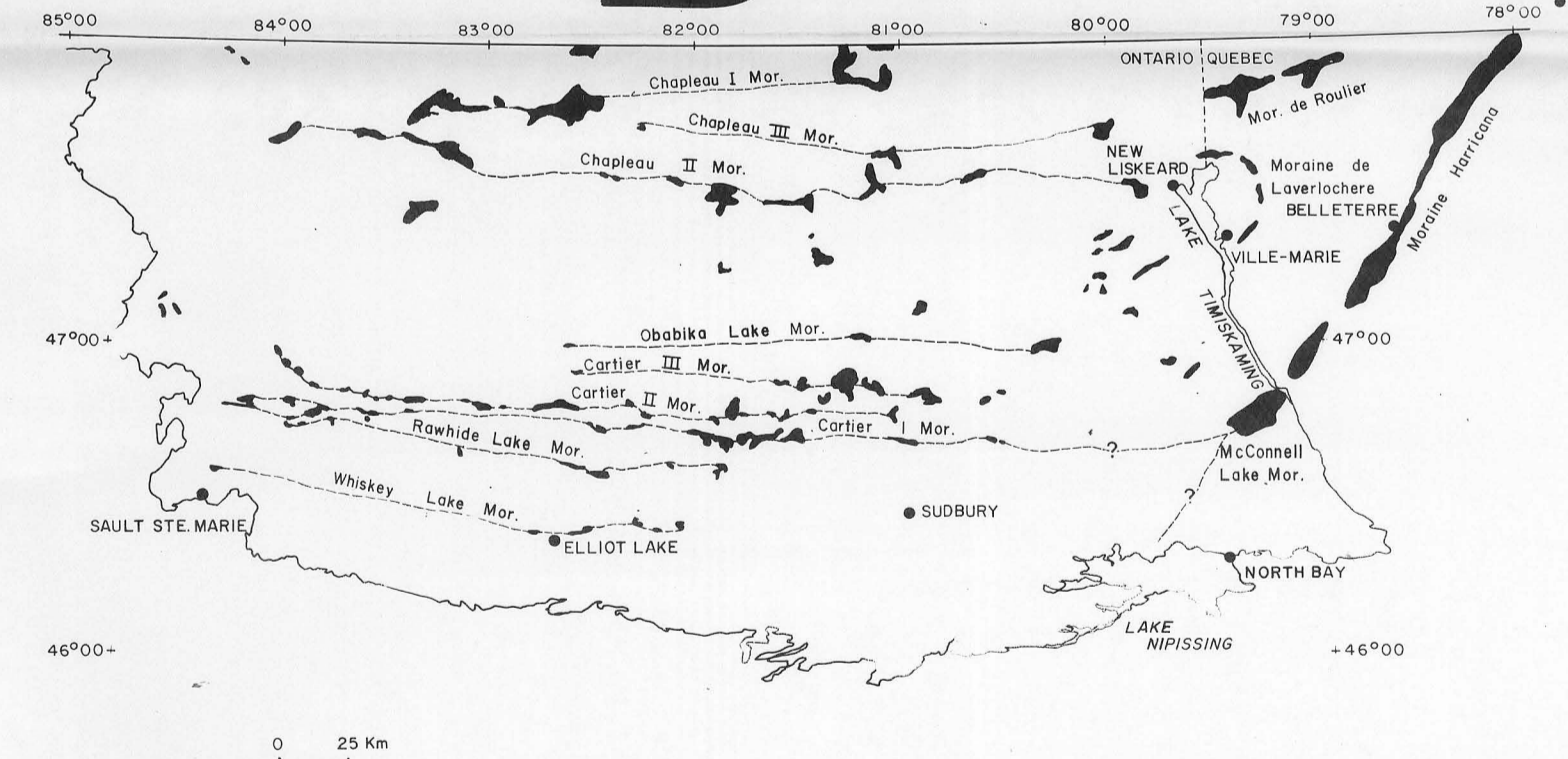 85°00 84°00 83°00 82°00 81°00 80°00 79°00 78°00
ONTARIO QUEBEC
Chapleau I Mor.
Mor. de Roulier
Chapleau III Mor.
Moraine Harricana
NEW
LISKEARD
Chapleau II Mor.
Moraine de
Laverlochere
BELLETERRE
LAKE TIMISKAMING
VILLE-MARIE
47°00+
Obabika Lake Mor.
+47°00
Cartier III Mor.
Cartier II Mor.
Cartier I Mor.
Rawhide Lake Mor.
?
McConnell
Lake Mor.
Whiskey Lake Mor.
?
SAULT STE. MARIE
SUDBURY
ELLIOT LAKE
NORTH BAY
LAKE
NIPISSING
46°00+
+46°00
0 25 Km